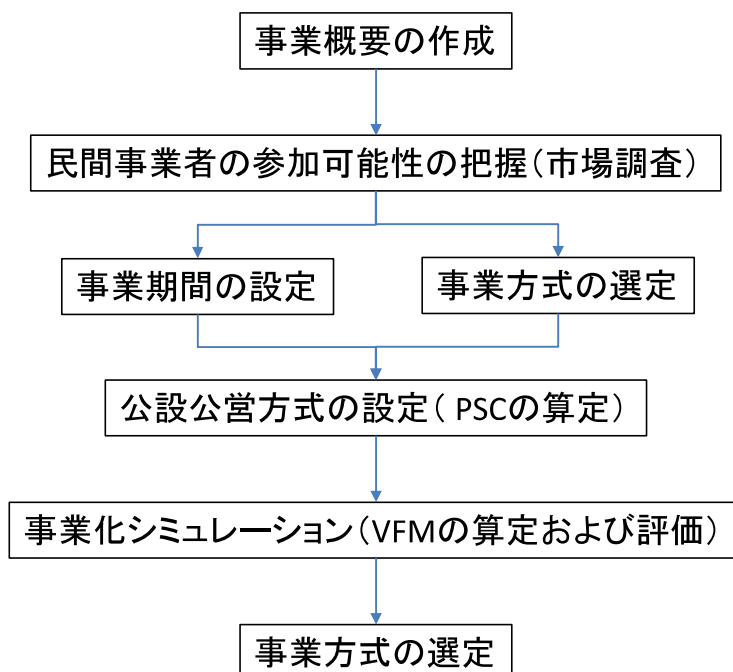 事業概要の作成
民間事業者の参加可能性の把握(市場調査)
事業期間の設定
事業方式の選定
公設公営方式の設定( PSCの算定)
事業化シミュレーション(VFMの算定および評価)
事業方式の選定